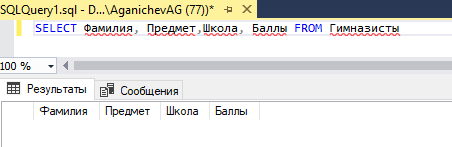 SQLQuery1.sql - D...\AganichevAG (77))*
SELECT Фамилия, Предмет,Школа, Баллы FROM Гимназисты
100 %
Результаты Сообщения
Фамилия Предмет Школа Баллы